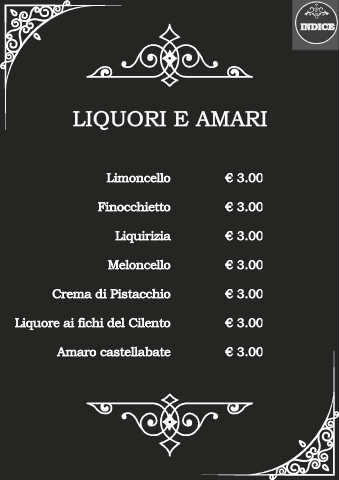 INDICE
LIQUORI E AMARI
Limoncello € 3.00
Finocchietto € 3.00
Liquirizia € 3.00
Meloncello € 3.00
Crema di Pistacchio € 3.00
Liquore ai fichi del Cilento € 3.00
Amaro castellabate € 3.00